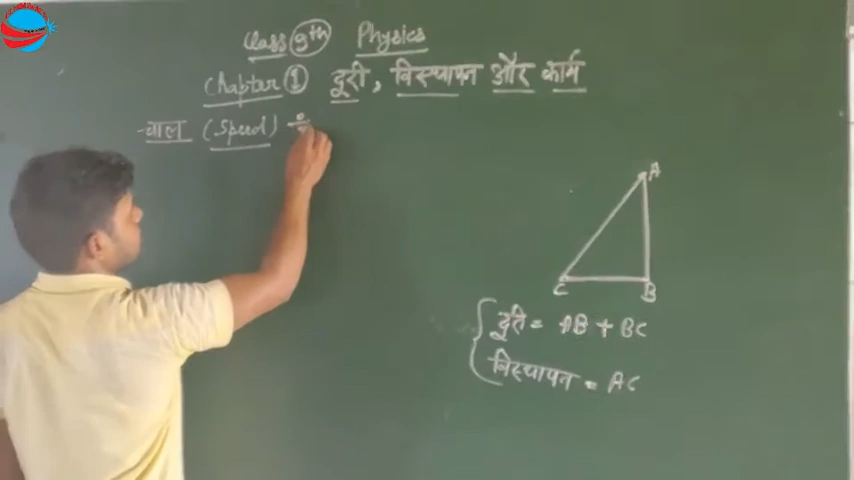 Class 9th Physics
Chapter 1 दूरी, विस्थापन और कार्य
चाल (Speed)
A
C B
दूरी = AB + BC
विस्थापन = AC